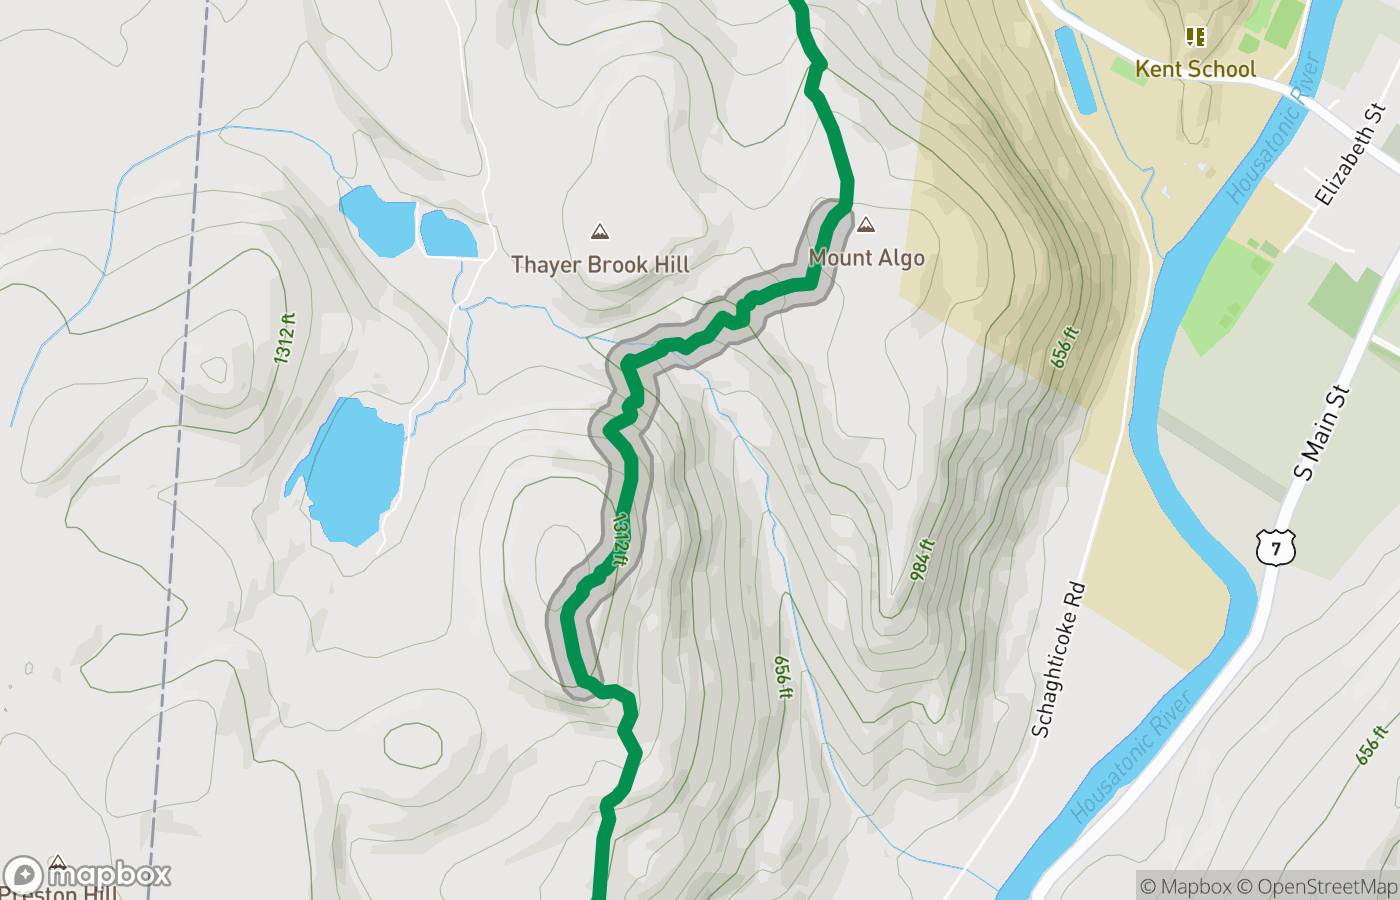 Kent School
Housatonic River
Elizabeth St
Thayer Brook Hill
Mount Algo
1312 ft
656 ft
S Main St
7
1312 ft
984 ft
Schaghticoke Rd
656 ft
Housatonic River
656 ft
mapbox
Preston Hill
© Mapbox © OpenStreetMap